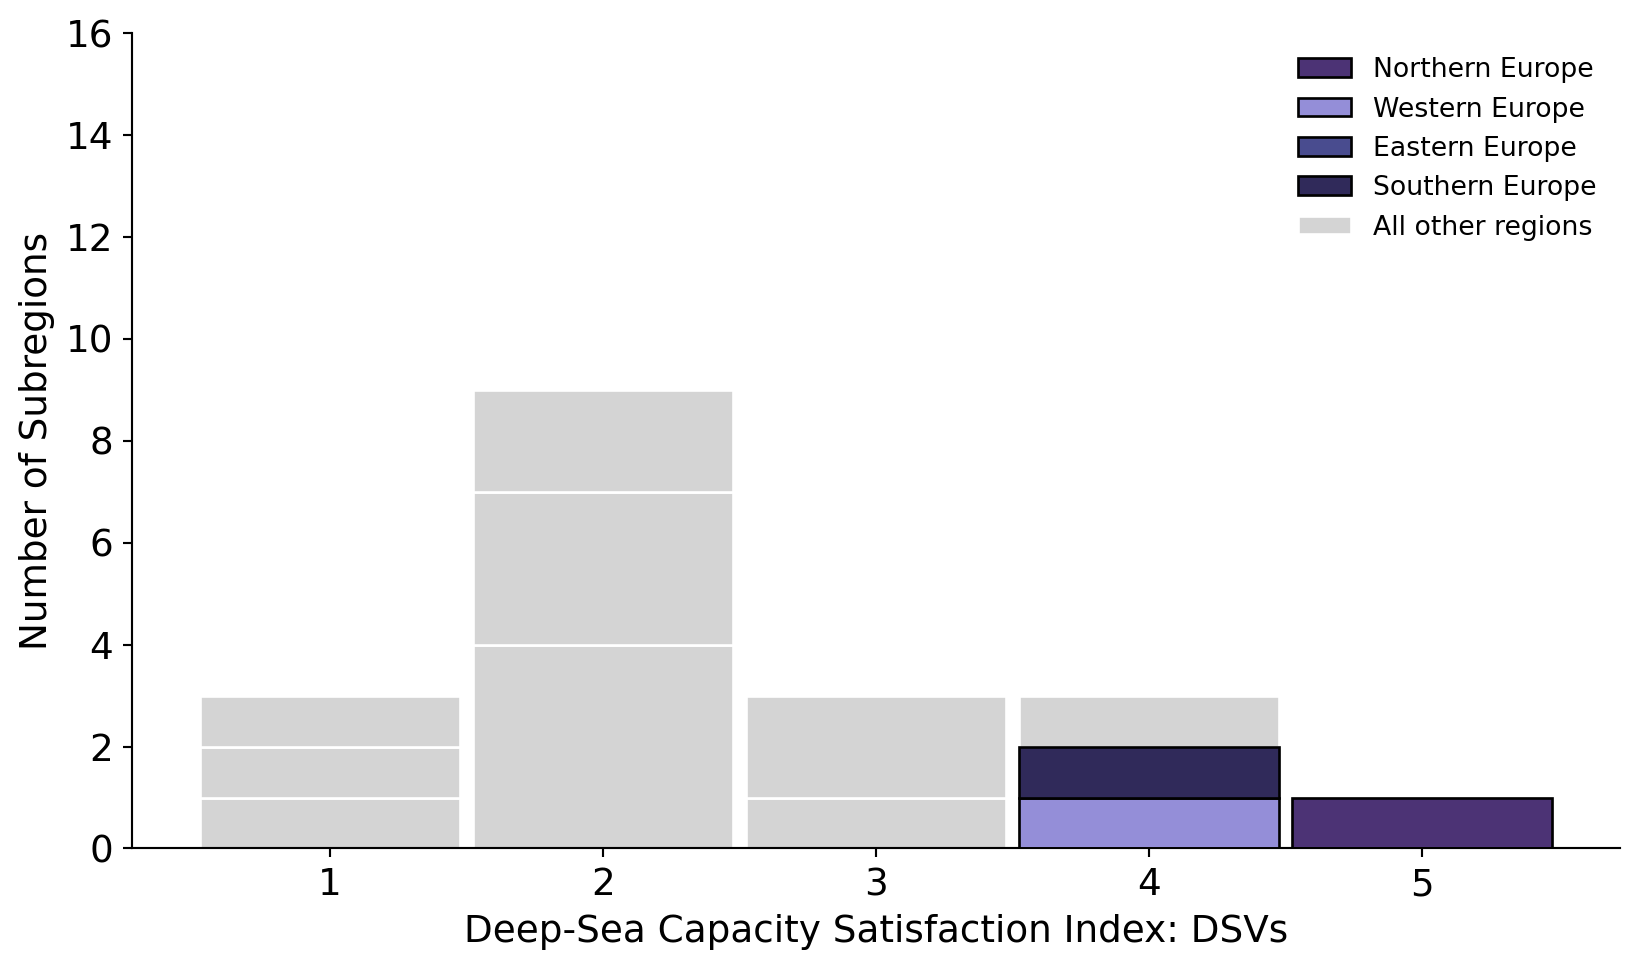 16
14
12
10
8
6
4
2
0
Number of Subregions
Northern Europe
Western Europe
Eastern Europe
Southern Europe
All other regions
1 2 3 4 5
Deep-Sea Capacity Satisfaction Index: DSVs